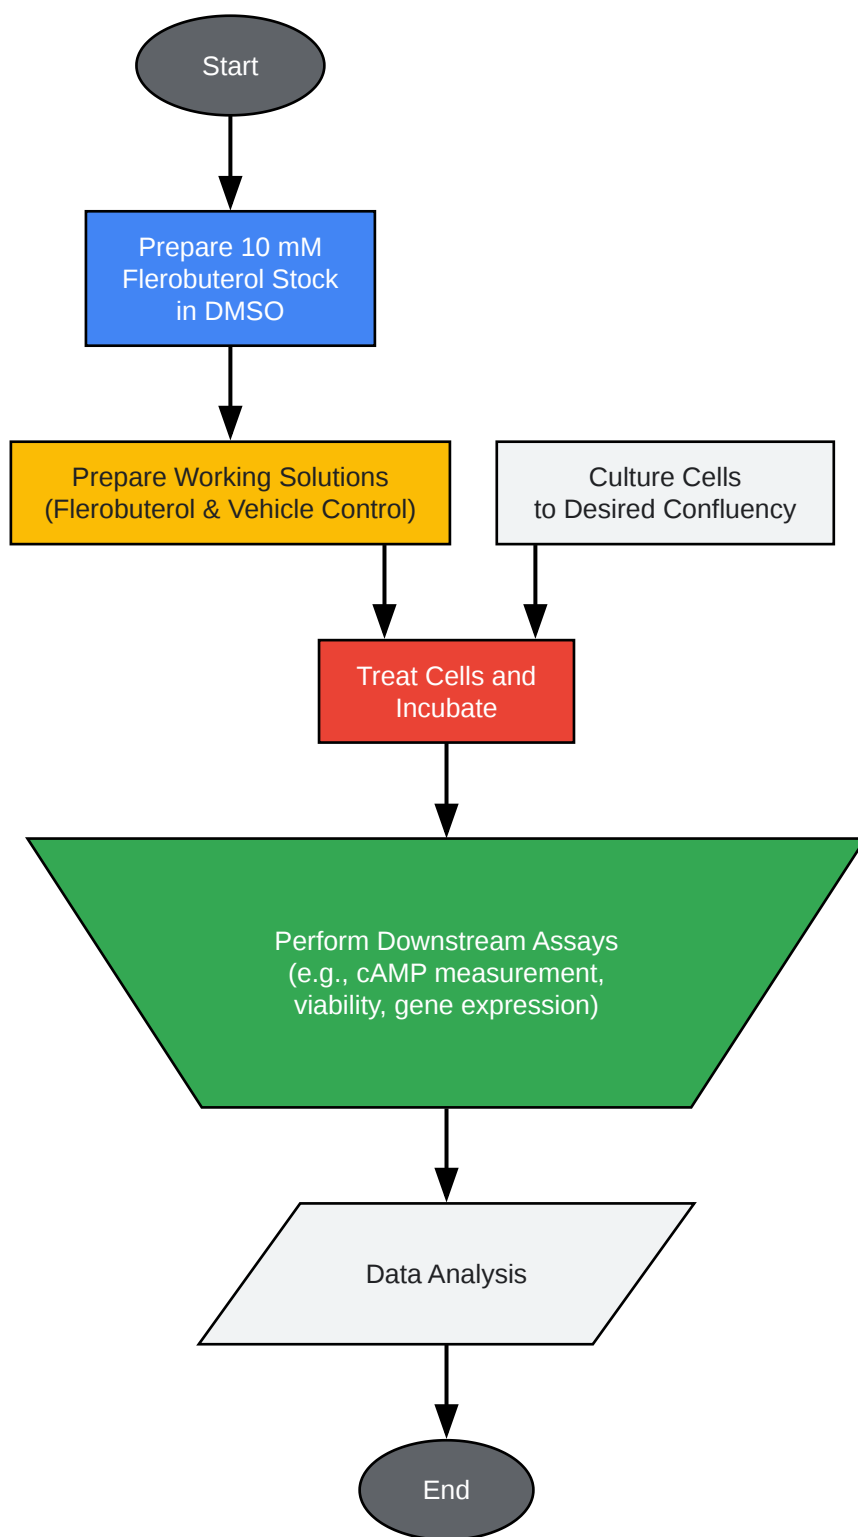 Start
Prepare 10 mM
Flerobuterol Stock
in DMSO
Prepare Working Solutions
(Flerobuterol & Vehicle Control)
Culture Cells
to Desired Confluency
Treat Cells and
Incubate
Perform Downstream Assays
(e.g., cAMP measurement,
viability, gene expression)
Data Analysis
End